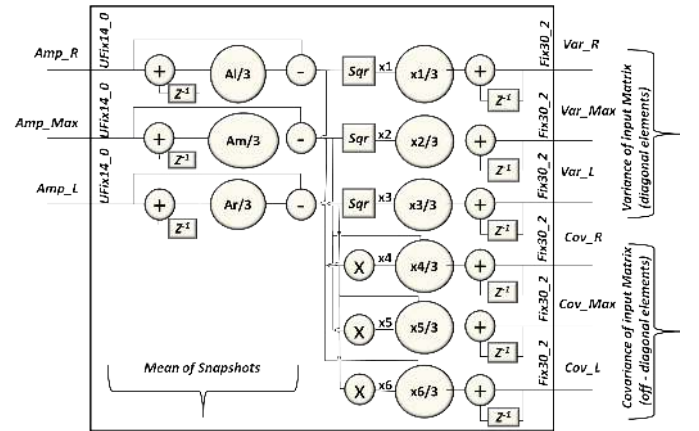 Amp_R
UFix14_0
+
Z-1
Al/3
-
Sqr
x1
x1/3
+
Z-1
Fix30_2
Var_R
Amp_Max
UFix14_0
+
Z-1
Am/3
-
Sqr
x2
x2/3
+
Z-1
Fix30_2
Var_Max
Amp_L
UFix14_0
+
Z-1
Ar/3
-
Sqr
x3
x3/3
+
Z-1
Fix30_2
Var_L
X
x4
x4/3
+
Z-1
Fix30_2
Cov_R
X
x5
x5/3
+
Z-1
Fix30_2
Cov_Max
X
x6
x6/3
+
Z-1
Fix30_2
Cov_L
Mean of Snapshots
Variance of input Matrix
(diagonal elements)
Covariance of input Matrix
(off - diagonal elements)